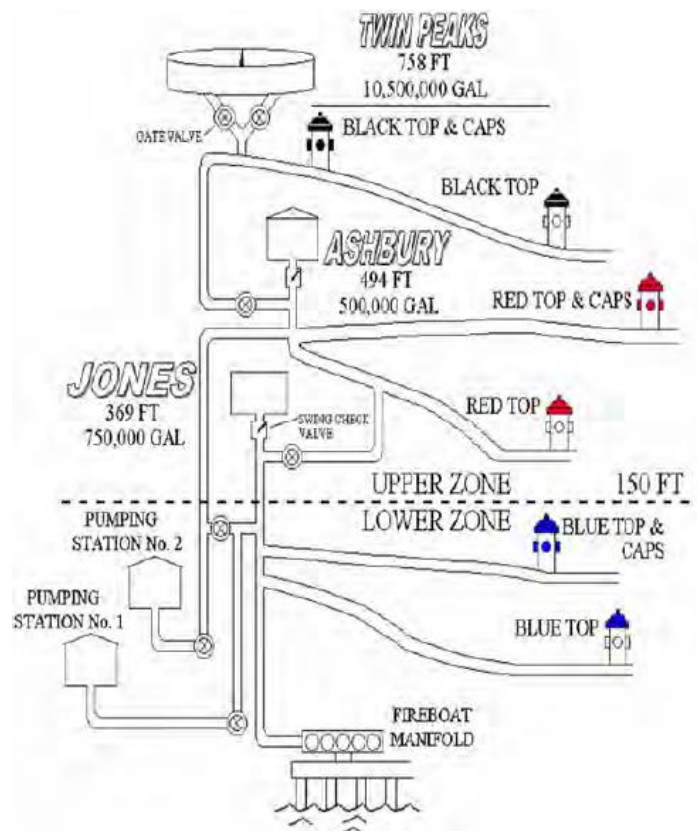 TWIN PEAKS
758 FT
10,500,000 GAL
GATE VALVE
BLACK TOP & CAPS
BLACK TOP
ASHBURY
494 FT
500,000 GAL
RED TOP & CAPS
JONES
369 FT
750,000 GAL
SWING CHECK
VALVE
RED TOP
UPPER ZONE 150 FT
LOWER ZONE
PUMPING
STATION No. 2
BLUE TOP &
CAPS
PUMPING
STATION No. 1
BLUE TOP
FIREBOAT
MANIFOLD